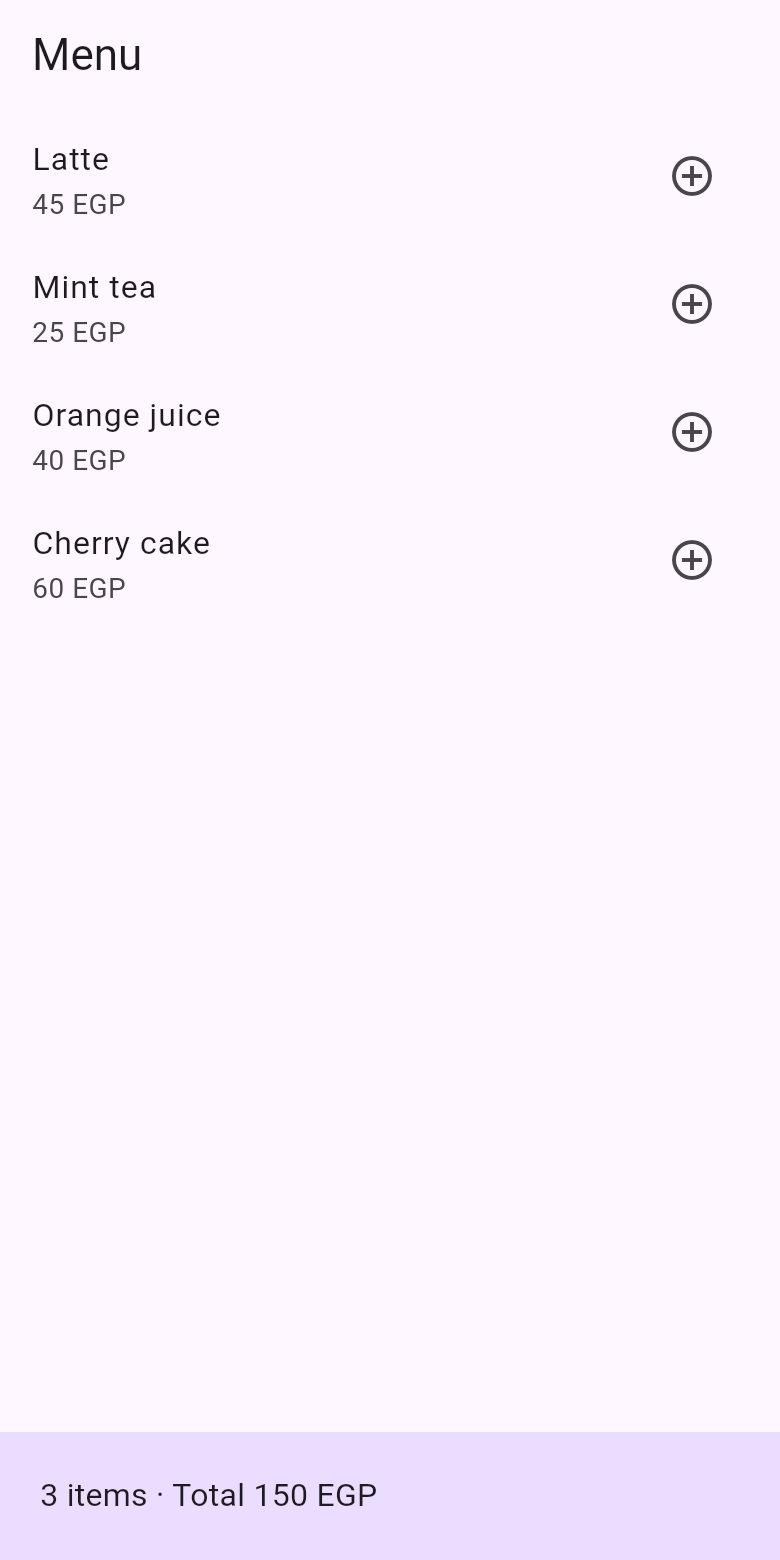 Menu
Latte
45 EGP
Mint tea
25 EGP
Orange juice
40 EGP
Cherry cake
60 EGP
3 items · Total 150 EGP